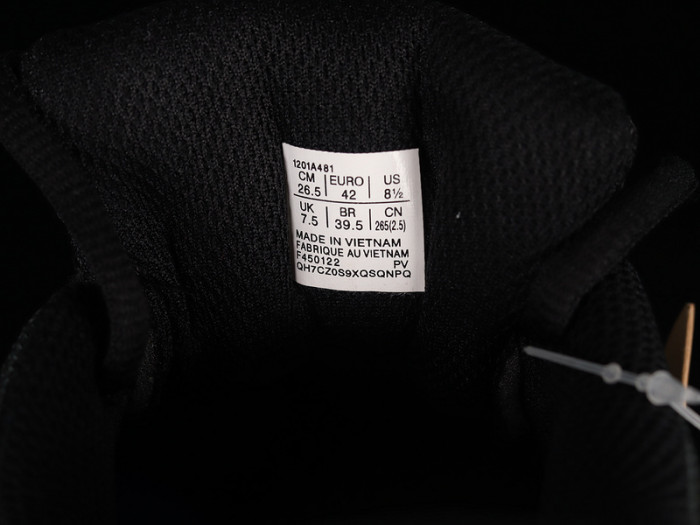 1201A481
CM | EURO | US
26.5 | 42 | 8½
UK | BR | CN
7.5 | 39.5 | 265(2.5)
MADE IN VIETNAM
FABRIQUE AU VIETNAM
F450122 PV
QH7CZ0S9XQSQNPQ